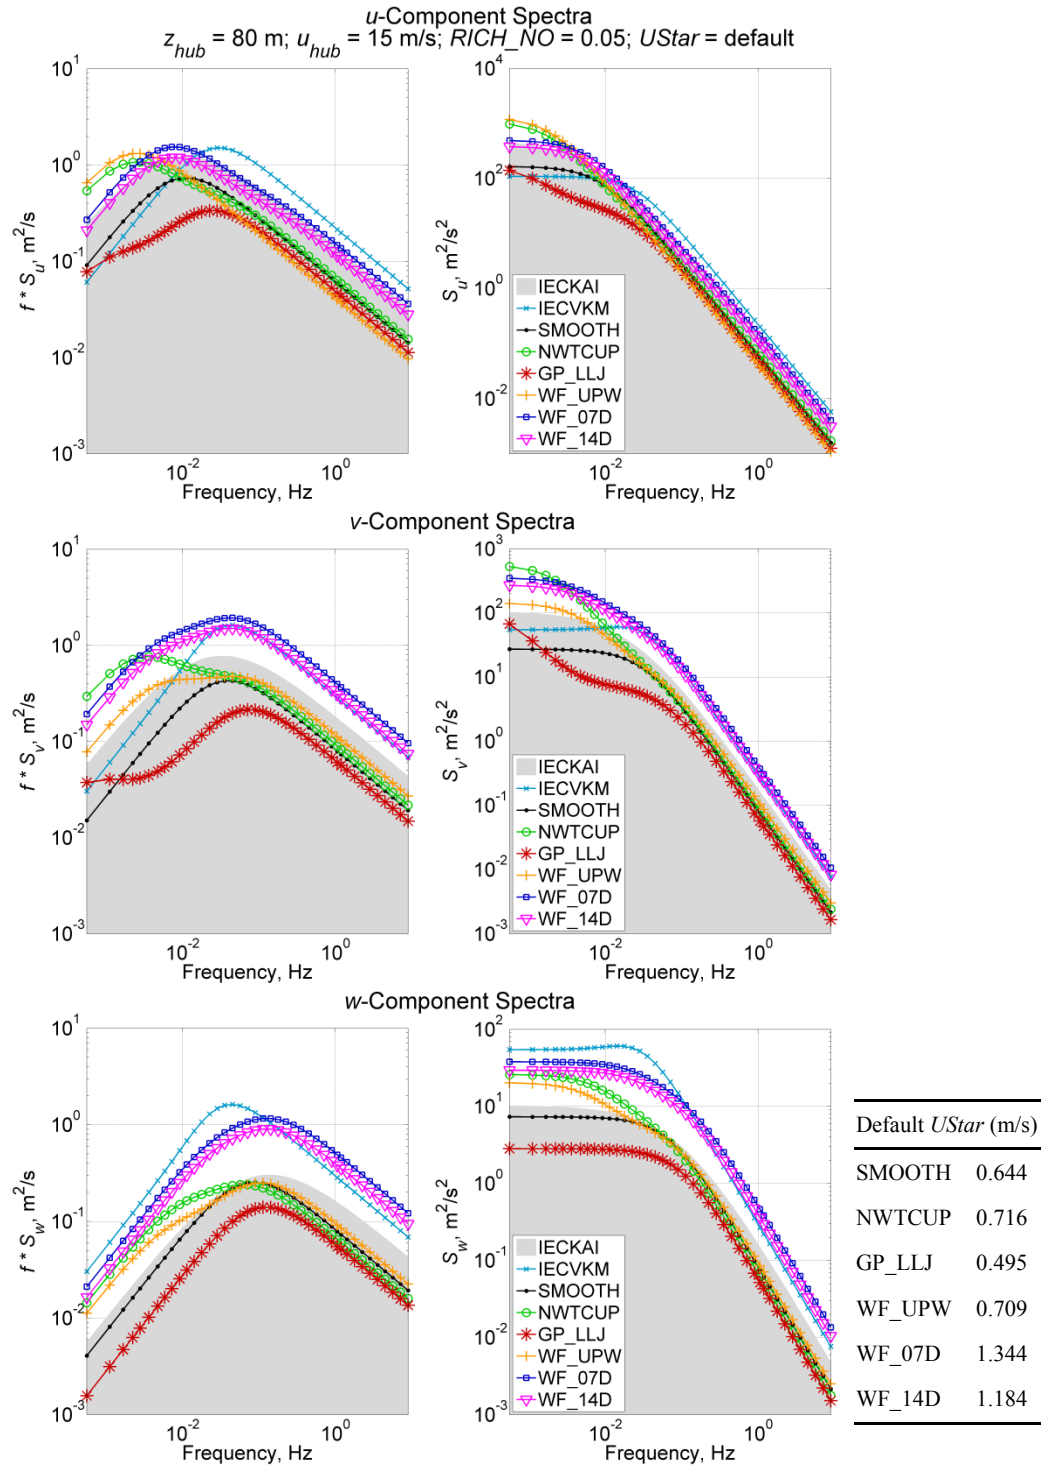 u-Component Spectra
z_hub = 80 m; u_hub = 15 m/s; RICH_NO = 0.05; UStar = default
10^1
10^0
10^-1
10^-2
10^-3
f * S_u, m^2/s
10^-2
10^0
Frequency, Hz
10^4
10^2
10^0
10^-2
S_u, m^2/s^2
IECKAI
IECVKM
SMOOTH
NWTCUP
GP_LLJ
WF_UPW
WF_07D
WF_14D
10^-2
10^0
Frequency, Hz
v-Component Spectra
10^1
10^0
10^-1
10^-2
10^-3
f * S_v, m^2/s
10^-2
10^0
Frequency, Hz
10^3
10^2
10^1
10^0
10^-1
10^-2
10^-3
S_v, m^2/s^2
IECKAI
IECVKM
SMOOTH
NWTCUP
GP_LLJ
WF_UPW
WF_07D
WF_14D
10^-2
10^0
Frequency, Hz
w-Component Spectra
10^1
10^0
10^-1
10^-2
10^-3
f * S_w, m^2/s
10^-2
10^0
Frequency, Hz
10^2
10^1
10^0
10^-1
10^-2
10^-3
S_w, m^2/s^2
IECKAI
IECVKM
SMOOTH
NWTCUP
GP_LLJ
WF_UPW
WF_07D
WF_14D
10^-2
10^0
Frequency, Hz
Default UStar (m/s)
SMOOTH 0.644
NWTCUP 0.716
GP_LLJ 0.495
WF_UPW 0.709
WF_07D 1.344
WF_14D 1.184